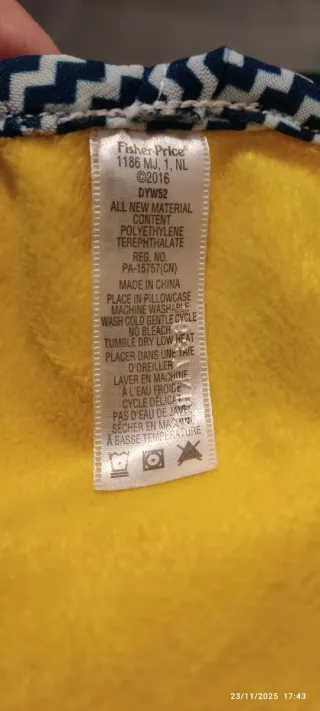 Fisher-Price
1186 MJ, 1, NL
©2016
DYW52
ALL NEW MATERIAL
CONTENT
POLYETHYLENE
TEREPHTHALATE
REG. NO.
PA-15757(CN)
MADE IN CHINA
PLACE IN PILLOWCASE
MACHINE WASHABLE
WASH COLD GENTLE CYCLE
NO BLEACH
TUMBLE DRY LOW HEAT
PLACER DANS UNE TAIE
D'OREILLER
LAVER EN MACHINE
À L'EAU FROIDE
CYCLE DÉLICAT
PAS D'EAU DE JAVEL
SÉCHER EN MACHINE
À BASSE TEMPÉRATURE
23/11/2025 17:43